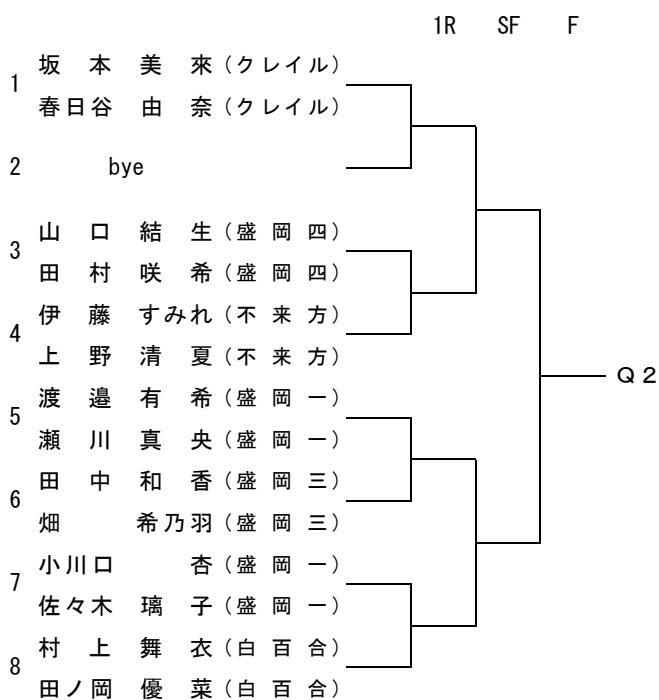 1R SF F
1 坂本美來(クレイル)
春日谷由奈(クレイル)
2 bye
3 山口結生(盛岡四)
田村咲希(盛岡四)
4 伊藤すみれ(不来方)
上野清夏(不来方)
Q2
5 渡邉有希(盛岡一)
瀬川真央(盛岡一)
6 田中和香(盛岡三)
畑希乃羽(盛岡三)
7 小川口杏(盛岡一)
佐々木璃子(盛岡一)
8 村上舞衣(白百合)
田ノ岡優菜(白百合)